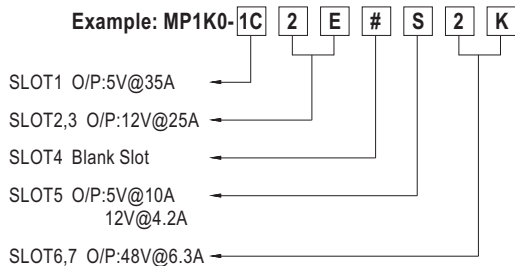 Example: MP1K0- 1C 2 E # S 2 K
SLOT1 O/P:5V@35A
SLOT2,3 O/P:12V@25A
SLOT4 Blank Slot
SLOT5 O/P:5V@10A
12V@4.2A
SLOT6,7 O/P:48V@6.3A